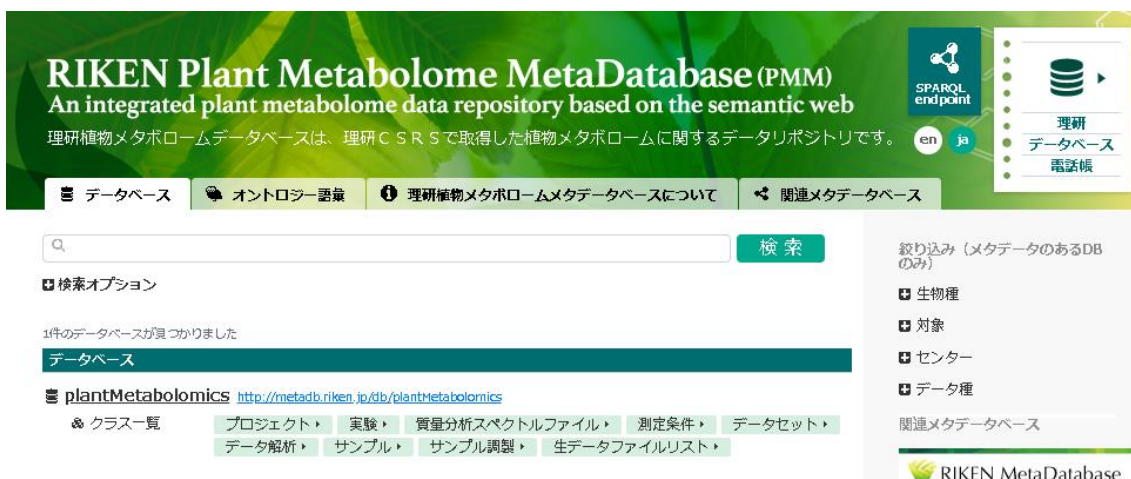 RIKEN Plant Metabolome MetaDatabase (PMM)
An integrated plant metabolome data repository based on the semantic web
理研植物メタボロームデータベースは、理研CSRSで取得した植物メタボロームに関するデータリポジトリです。
SPARQL
endpoint
en ja
理研
データベース
電話帳
データベース オントロジー語彙 理研植物メタボロームメタデータベースについて 関連メタデータベース
検索
検索オプション
1件のデータベースが見つかりました
データベース
plantMetabolomics http://metadb.riken.jp/db/plantMetabolomics
クラス一覧 プロジェクト 実験 質量分析スペクトルファイル 測定条件 データセット
データ解析 サンプル サンプル調製 生データファイルリスト
絞り込み（メタデータのあるDB
のみ）
生物種
対象
センター
データ種
関連メタデータベース
RIKEN MetaDatabase